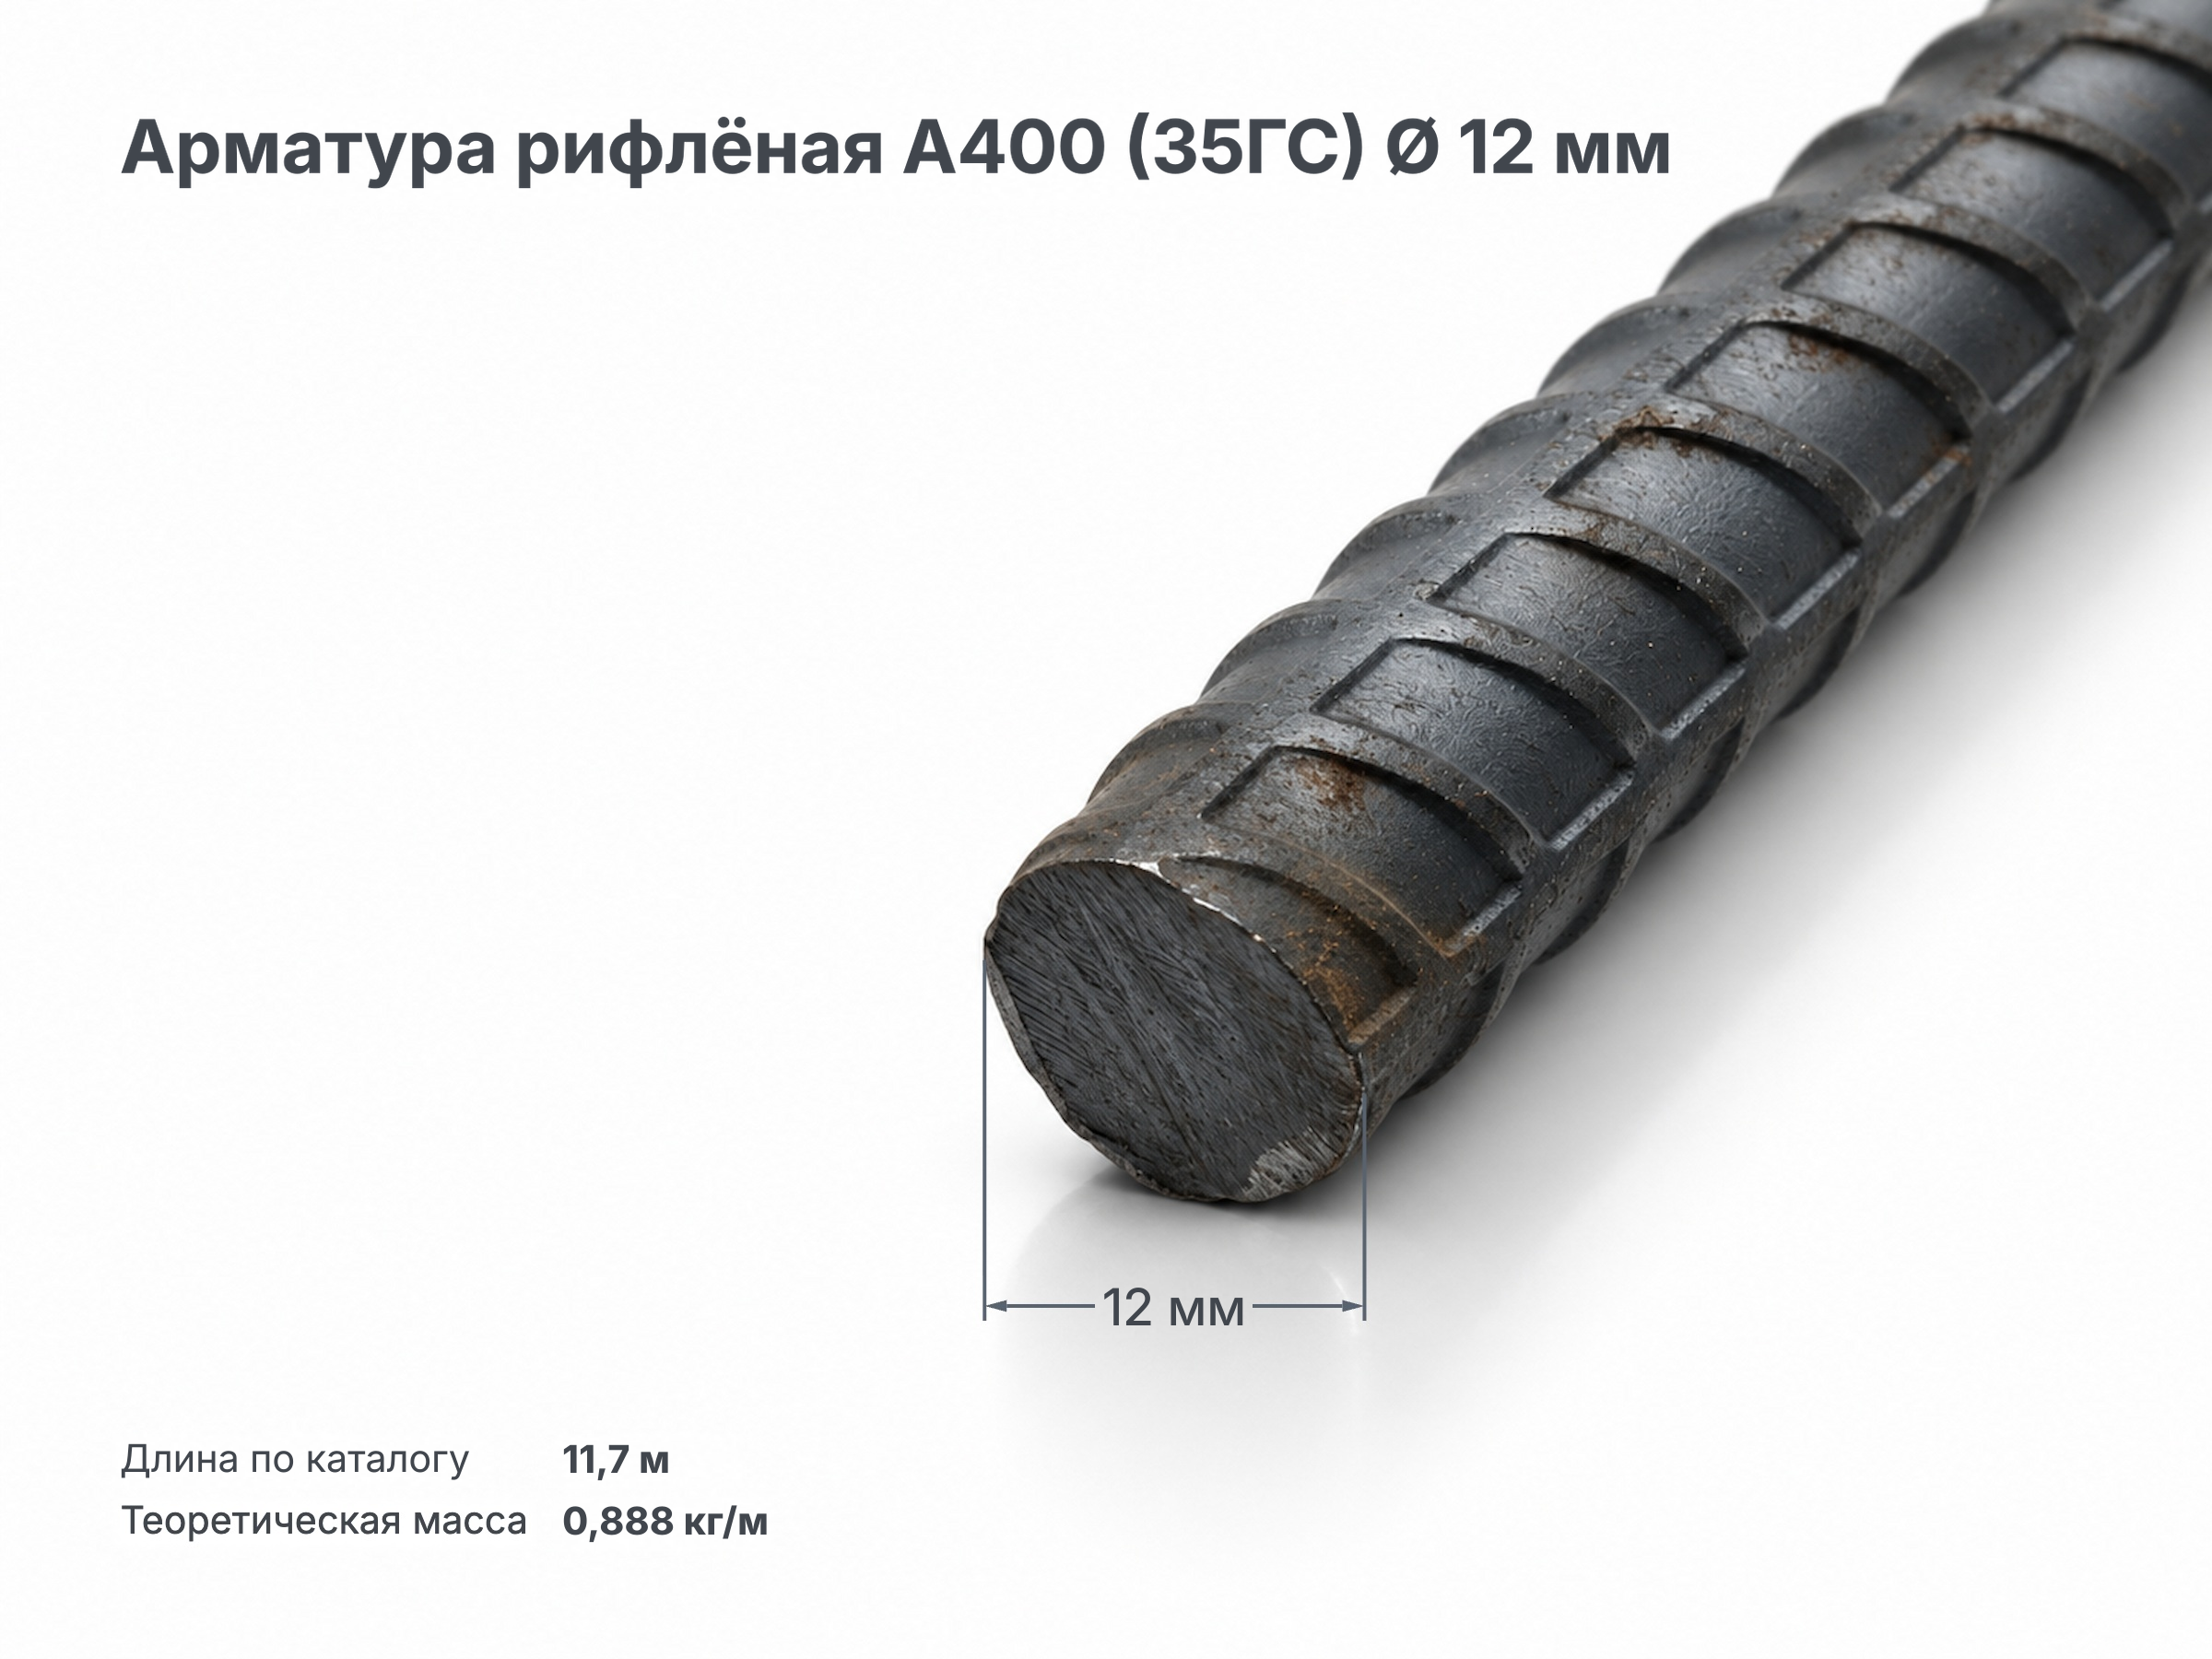 Арматура рифлёная А400 (35ГС) Ø 12 мм
12 мм
Длина по каталогу 11,7 м
Теоретическая масса 0,888 кг/м